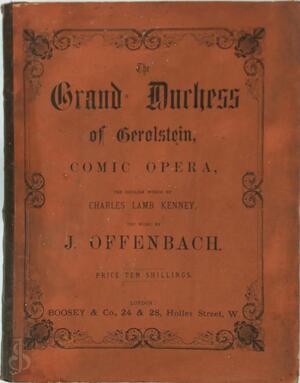 The
Grand Duchess
of Gerolstein,
COMIC OPERA,
THE ENGLISH WORDS BY
CHARLES LAMB KENNEY,
THE MUSIC BY
J. OFFENBACH.
PRICE TEN SHILLINGS.
LONDON:
BOOSEY & Co., 24 & 28, Holles Street, W.